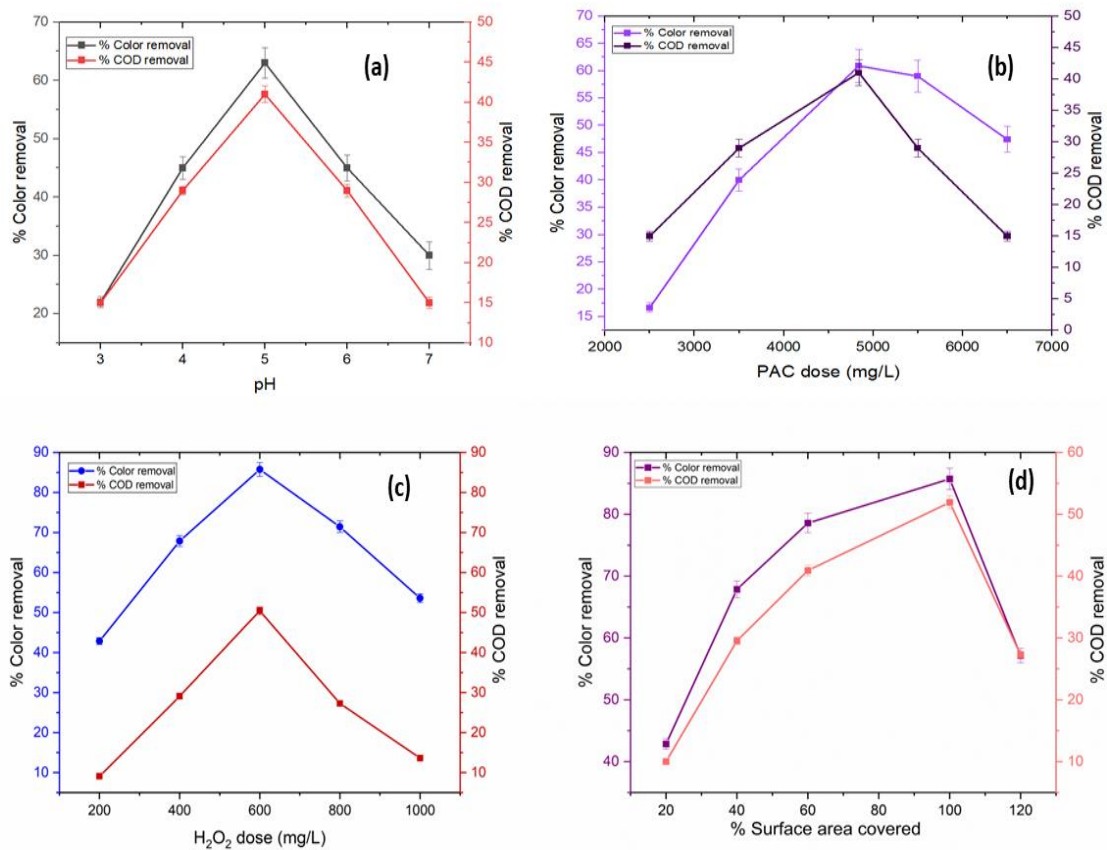 % Color removal
% COD removal
(a)
70
60
50
40
30
20
% Color removal
50
45
40
35
30
25
20
15
10
% COD removal
3 4 5 6 7
pH
% Color removal
% COD removal
(b)
70
65
60
55
50
45
40
35
30
25
20
15
% Color removal
50
45
40
35
30
25
20
15
10
5
0
% COD removal
2000 3000 4000 5000 6000 7000
PAC dose (mg/L)
% Color removal
% COD removal
(c)
90
80
70
60
50
40
30
20
10
% Color removal
90
80
70
60
50
40
30
20
10
% COD removal
200 400 600 800 1000
H₂O₂ dose (mg/L)
% Color removal
% COD removal
(d)
90
80
70
60
50
40
% Color removal
60
50
40
30
20
10
% COD removal
20 40 60 80 100 120
% Surface area covered